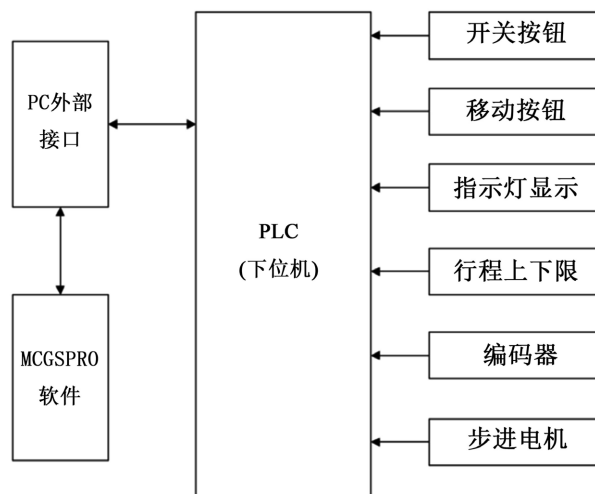 PC外部
接口
MCGSPRO
软件
PLC
(下位机)
开关按钮
移动按钮
指示灯显示
行程上下限
编码器
步进电机